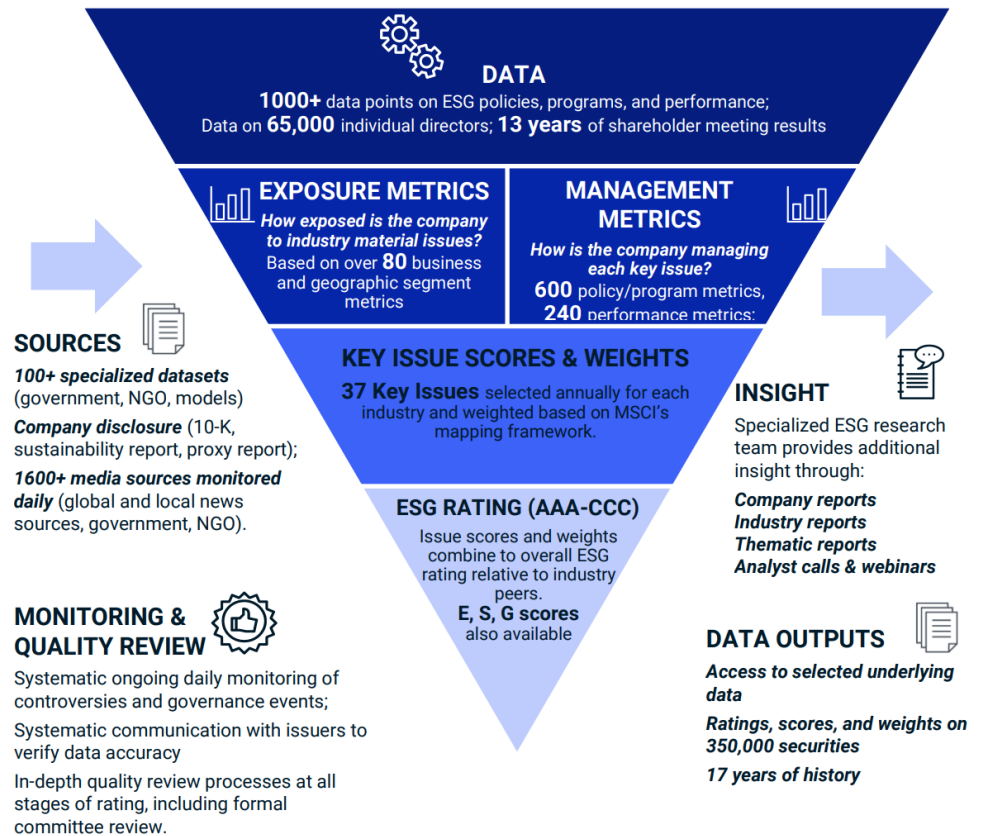 DATA
1000+ data points on ESG policies, programs, and performance;
Data on 65,000 individual directors; 13 years of shareholder meeting results
EXPOSURE METRICS
How exposed is the company
to industry material issues?
Based on over 80 business
and geographic segment
metrics
MANAGEMENT
METRICS
How is the company managing
each key issue?
600 policy/program metrics,
240 performance metrics;
SOURCES
100+ specialized datasets
(government, NGO, models)
Company disclosure (10-K,
sustainability report, proxy report);
1600+ media sources monitored
daily (global and local news
sources, government, NGO).
KEY ISSUE SCORES & WEIGHTS
37 Key Issues selected annually for each
industry and weighted based on MSCI's
mapping framework.
INSIGHT
Specialized ESG research
team provides additional
insight through:
Company reports
Industry reports
Thematic reports
Analyst calls & webinars
ESG RATING (AAA-CCC)
Issue scores and weights
combine to overall ESG
rating relative to industry
peers.
E, S, G scores
also available
MONITORING &
QUALITY REVIEW
Systematic ongoing daily monitoring of
controversies and governance events;
Systematic communication with issuers to
verify data accuracy
In-depth quality review processes at all
stages of rating, including formal
committee review.
DATA OUTPUTS
Access to selected underlying
data
Ratings, scores, and weights on
350,000 securities
17 years of history